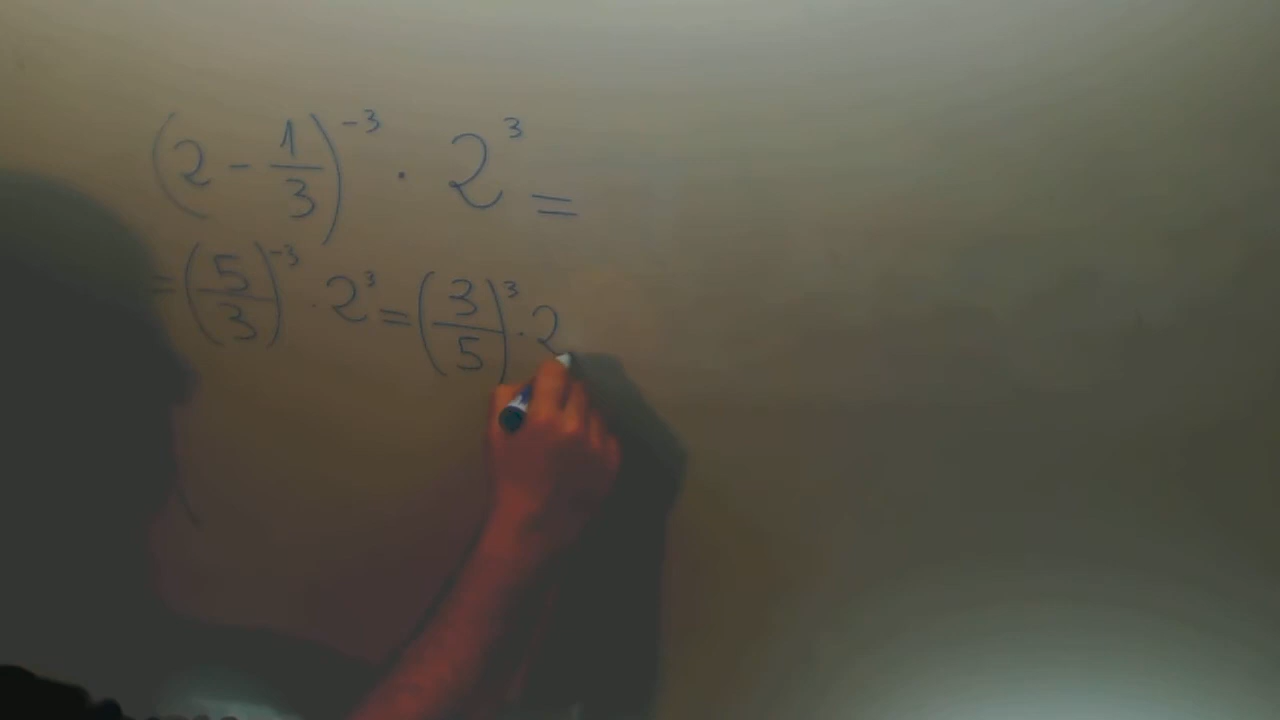 (2 - 1/3)^-3 · 2^3 =
= (5/3)^-3 · 2^3 = (3/5)^3 · 2